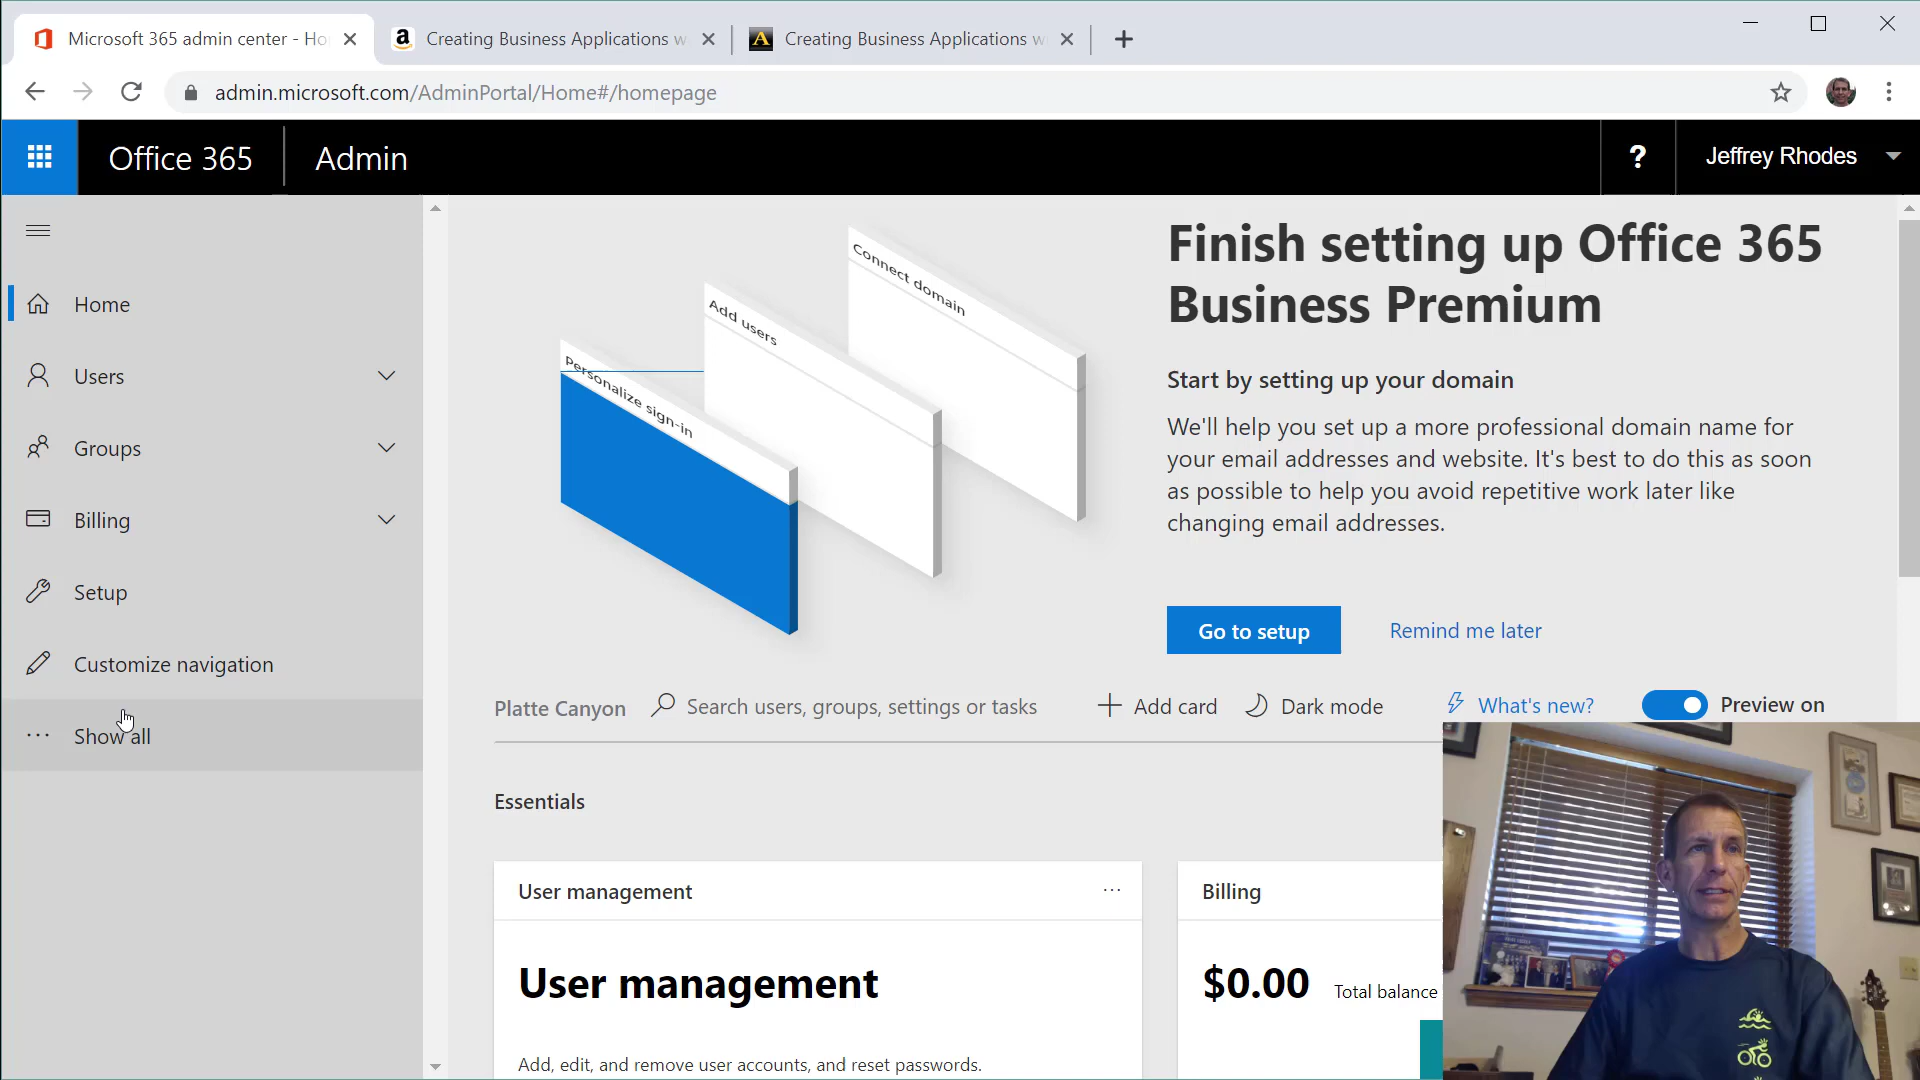 Microsoft 365 admin center - Ho
Creating Business Applications w
Creating Business Applications w
admin.microsoft.com/AdminPortal/Home#/homepage
Office 365
Admin
?
Jeffrey Rhodes
Home
Users
Groups
Billing
Setup
Customize navigation
Show all
Connect domain
Add users
Personalize sign-in
Finish setting up Office 365
Business Premium
Start by setting up your domain
We'll help you set up a more professional domain name for
your email addresses and website. It's best to do this as soon
as possible to help you avoid repetitive work later like
changing email addresses.
Go to setup
Remind me later
Platte Canyon
Search users, groups, settings or tasks
Add card
Dark mode
What's new?
Preview on
Essentials
User management
Billing
User management
$0.00
Total balance
Add, edit, and remove user accounts, and reset passwords.